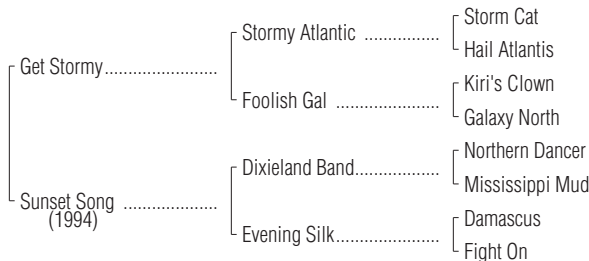 Storm Cat
Stormy Atlantic ..................
Hail Atlantis
Get Stormy...........................
Kiri's Clown
Foolish Gal .........................
Galaxy North
Northern Dancer
Dixieland Band....................
Mississippi Mud
Sunset Song ......................
(1994)
Damascus
Evening Silk.........................
Fight On